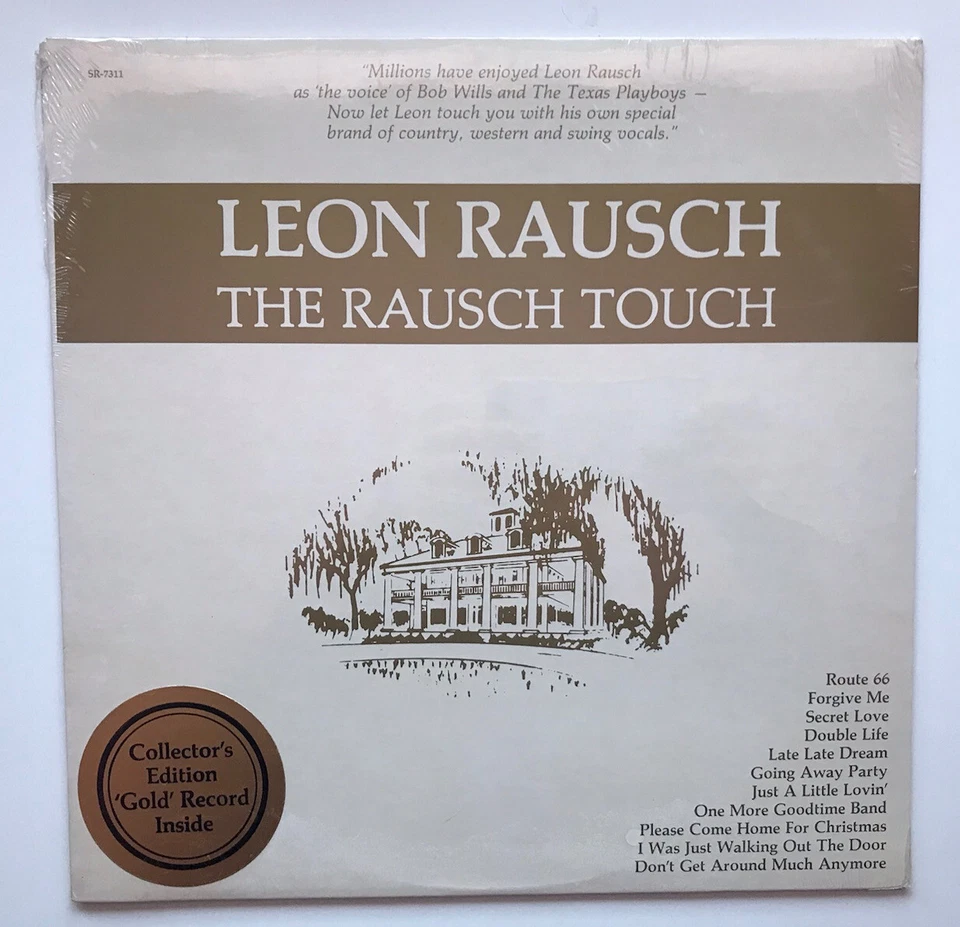 SR-7311
"Millions have enjoyed Leon Rausch
as 'the voice' of Bob Wills and The Texas Playboys —
Now let Leon touch you with his own special
brand of country, western and swing vocals."
LEON RAUSCH
THE RAUSCH TOUCH
Route 66
Forgive Me
Secret Love
Double Life
Late Late Dream
Going Away Party
Just A Little Lovin'
One More Goodtime Band
Please Come Home For Christmas
I Was Just Walking Out The Door
Don't Get Around Much Anymore
Collector's
Edition
'Gold' Record
Inside